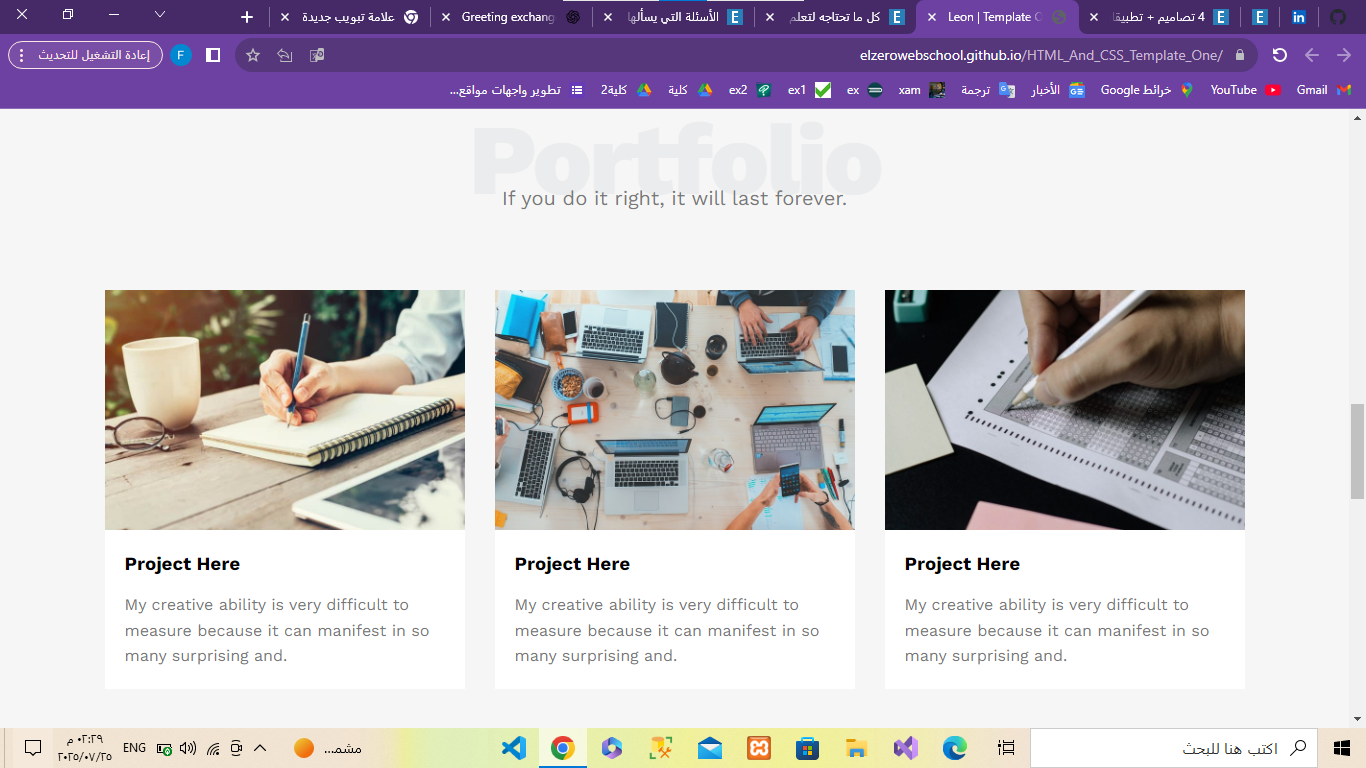 علامة تبويب جديدة
Greeting exchang
الأسئلة التي يسألها
كل ما تحتاجه لتعلم
Leon | Template O
4 تصاميم + تطبيقا
إعادة التشغيل للتحديث
F
elzerowebschool.github.io/HTML_And_CSS_Template_One/
Gmail
YouTube
خرائط Google
الأخبار
ترجمة
xam
ex
ex1
ex2
كلية
كلية2
تطوير واجهات مواقع...
Portfolio
If you do it right, it will last forever.
Project Here
My creative ability is very difficult to
measure because it can manifest in so
many surprising and.
Project Here
My creative ability is very difficult to
measure because it can manifest in so
many surprising and.
Project Here
My creative ability is very difficult to
measure because it can manifest in so
many surprising and.
اكتب هنا للبحث
مشمـ...
ENG
٠٢:٢٩ م
٢٠٢٥/٠٧/٢٥